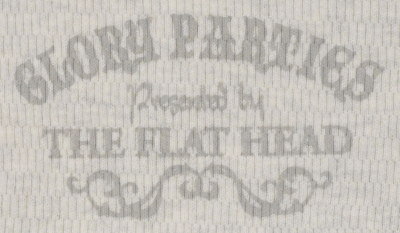 GLORY PARTIES
Presented by
THE FLAT HEAD